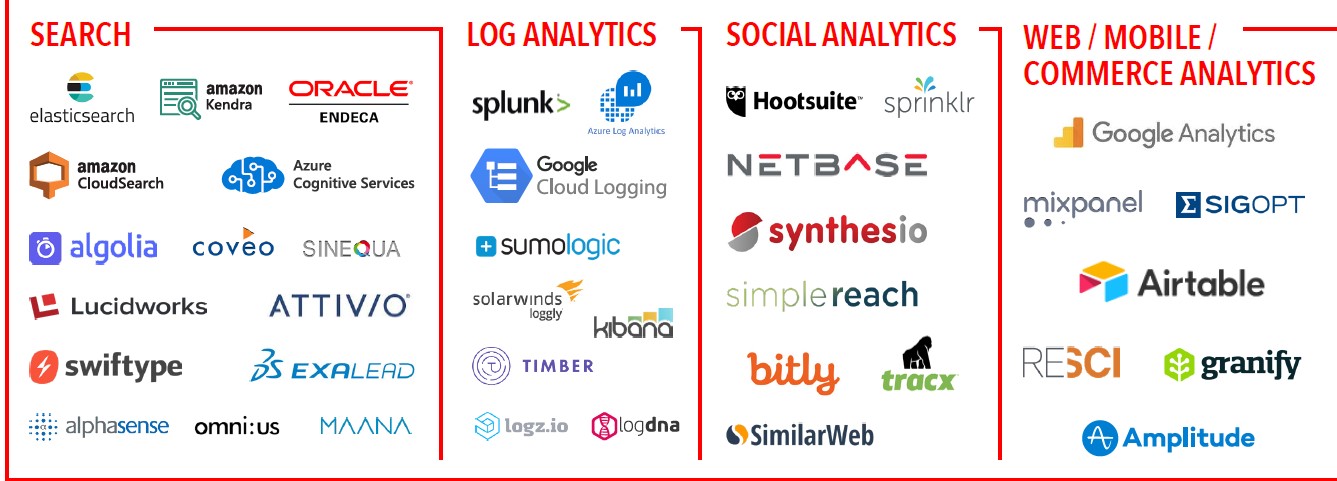 SEARCH
elasticsearch
amazon
Kendra
ORACLE®
ENDECA
amazon
CloudSearch
Azure
Cognitive Services
algolia
coveo
SINEQUA
Lucidworks
ATTIVIO®
swiftype
EXALEAD
alphasense
omni:us
MAANA
LOG ANALYTICS
splunk>
Azure Log Analytics
Google
Cloud Logging
sumologic
solarwinds
loggly
kibana
TIMBER
logz.io
logdna
SOCIAL ANALYTICS
Hootsuite™
sprinklr
NETBASE
synthesio
simplereach
bitly
tracx
SimilarWeb
WEB / MOBILE /
COMMERCE ANALYTICS
Google Analytics
mixpanel
Σ SIGOPT
Airtable
RESCI
granify
Amplitude